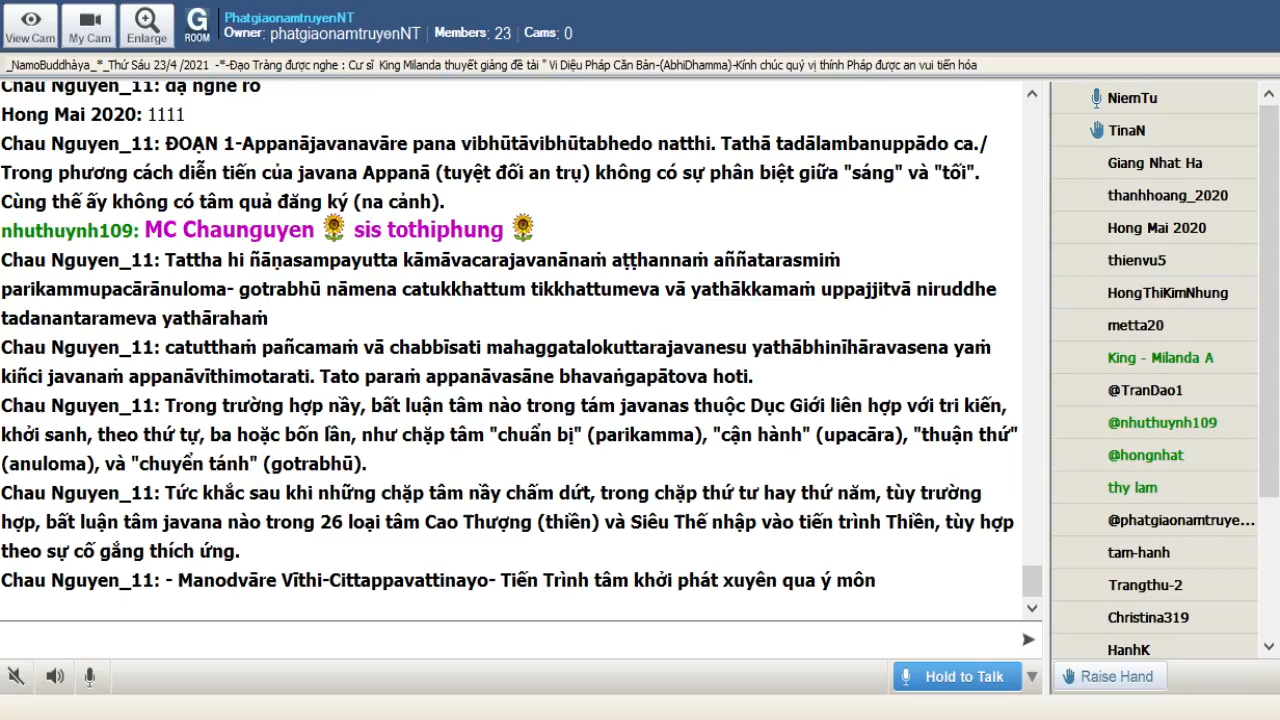 View Cam
My Cam
Enlarge
G
ROOM
PhatgiaonamtruyenNT
Owner: phatgiaonamtruyenNT | Members: 23 | Cams: 0
_NamoBuddhàya_*_Thứ Sáu 23/4 /2021 -*-Đạo Tràng được nghe : Cư sĩ King Milanda thuyết giảng đề tài " Vi Diệu Pháp Căn Bản-(AbhiDhamma)-Kính chúc quý vị thính Pháp được an vui tiến hóa
Chau Nguyen_11: dạ nghe rõ
Hong Mai 2020: 1111
Chau Nguyen_11: ĐOẠN 1-Appanājavanavāre pana vibhūtāvibhūtabhedo natthi. Tathā tadālambanuppādo ca./
Trong phương cách diễn tiến của javana Appanā (tuyệt đối an trụ) không có sự phân biệt giữa "sáng" và "tối".
Cùng thế ấy không có tâm quả đăng ký (na cảnh).
nhuthuynh109: MC Chaunguyen 🌻 sis tothiphung 🌻
Chau Nguyen_11: Tattha hi ñāṇasampayutta kāmāvacarajavanānaṁ aṭṭhannaṁ aññatarasmiṁ
parikammupacārānuloma- gotrabhū nāmena catukkhattum tikkhattumeva vā yathākkamaṁ uppajjitvā niruddhe
tadanantarameva yathārahaṁ
Chau Nguyen_11: catutthaṁ pañcamaṁ vā chabbīsati mahaggatalokuttarajavanesu yathābhinīhāravasena yaṁ
kiñci javanaṁ appanāvīthimotarati. Tato paraṁ appanāvasāne bhavaṅgapātova hoti.
Chau Nguyen_11: Trong trường hợp nầy, bất luận tâm nào trong tám javanas thuộc Dục Giới liên hợp với tri kiến,
khởi sanh, theo thứ tự, ba hoặc bốn lần, như chặp tâm "chuẩn bị" (parikamma), "cận hành" (upacāra), "thuận thứ"
(anuloma), và "chuyển tánh" (gotrabhū).
Chau Nguyen_11: Tức khắc sau khi những chặp tâm nầy chấm dứt, trong chặp thứ tư hay thứ năm, tùy trường
hợp, bất luận tâm javana nào trong 26 loại tâm Cao Thượng (thiền) và Siêu Thế nhập vào tiến trình Thiền, tùy hợp
theo sự cố gắng thích ứng.
Chau Nguyen_11: - Manodvāre Vīthi-Cittappavattinayo- Tiến Trình tâm khởi phát xuyên qua ý môn
Hold to Talk
NiemTu
TinaN
Giang Nhat Ha
thanhhoang_2020
Hong Mai 2020
thienvu5
HongThiKimNhung
metta20
King - Milanda A
@TranDao1
@nhuthuynh109
@hongnhat
thy lam
@phatgiaonamtruye...
tam-hanh
Trangthu-2
Christina319
HanhK
Raise Hand